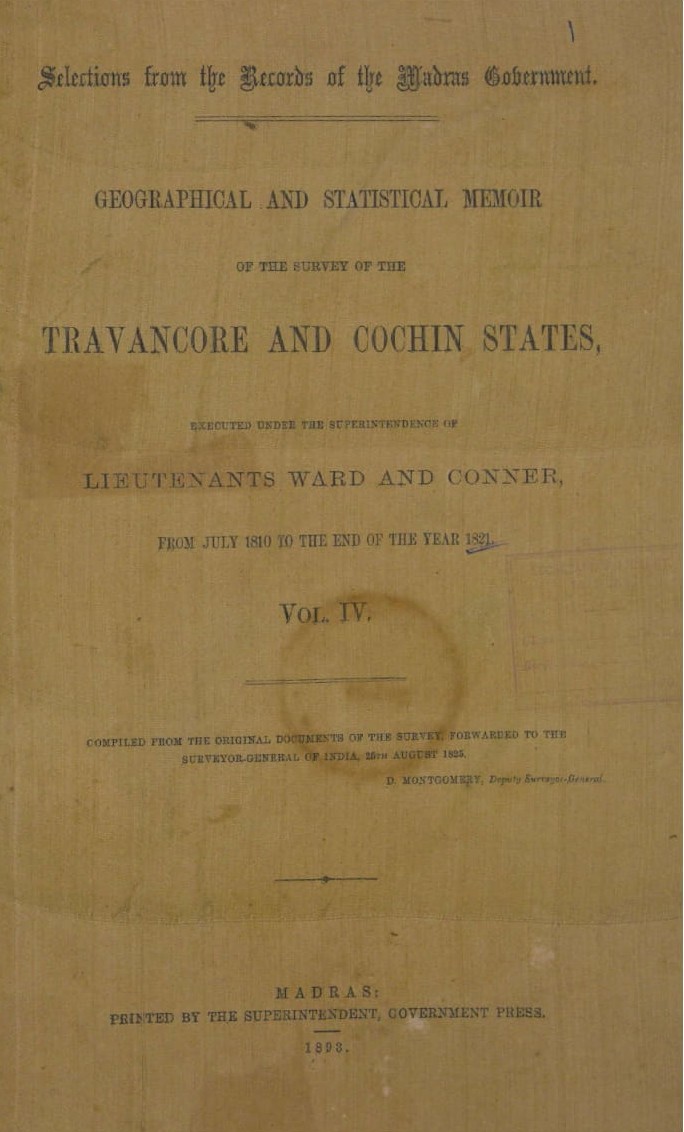 Selections from the Records of the Madras Government.
GEOGRAPHICAL AND STATISTICAL MEMOIR
OF THE SURVEY OF THE
TRAVANCORE AND COCHIN STATES,
EXECUTED UNDER THE SUPERINTENDENCE OF
LIEUTENANTS WARD AND CONNER,
FROM JULY 1810 TO THE END OF THE YEAR 1821.
VOL. IV.
COMPILED FROM THE ORIGINAL DOCUMENTS OF THE SURVEY, FORWARDED TO THE
SURVEYOR-GENERAL OF INDIA, 25TH AUGUST 1825.
D. MONTGOMERY, Deputy Surveyor-General.
MADRAS:
PRINTED BY THE SUPERINTENDENT, GOVERNMENT PRESS.
1893.